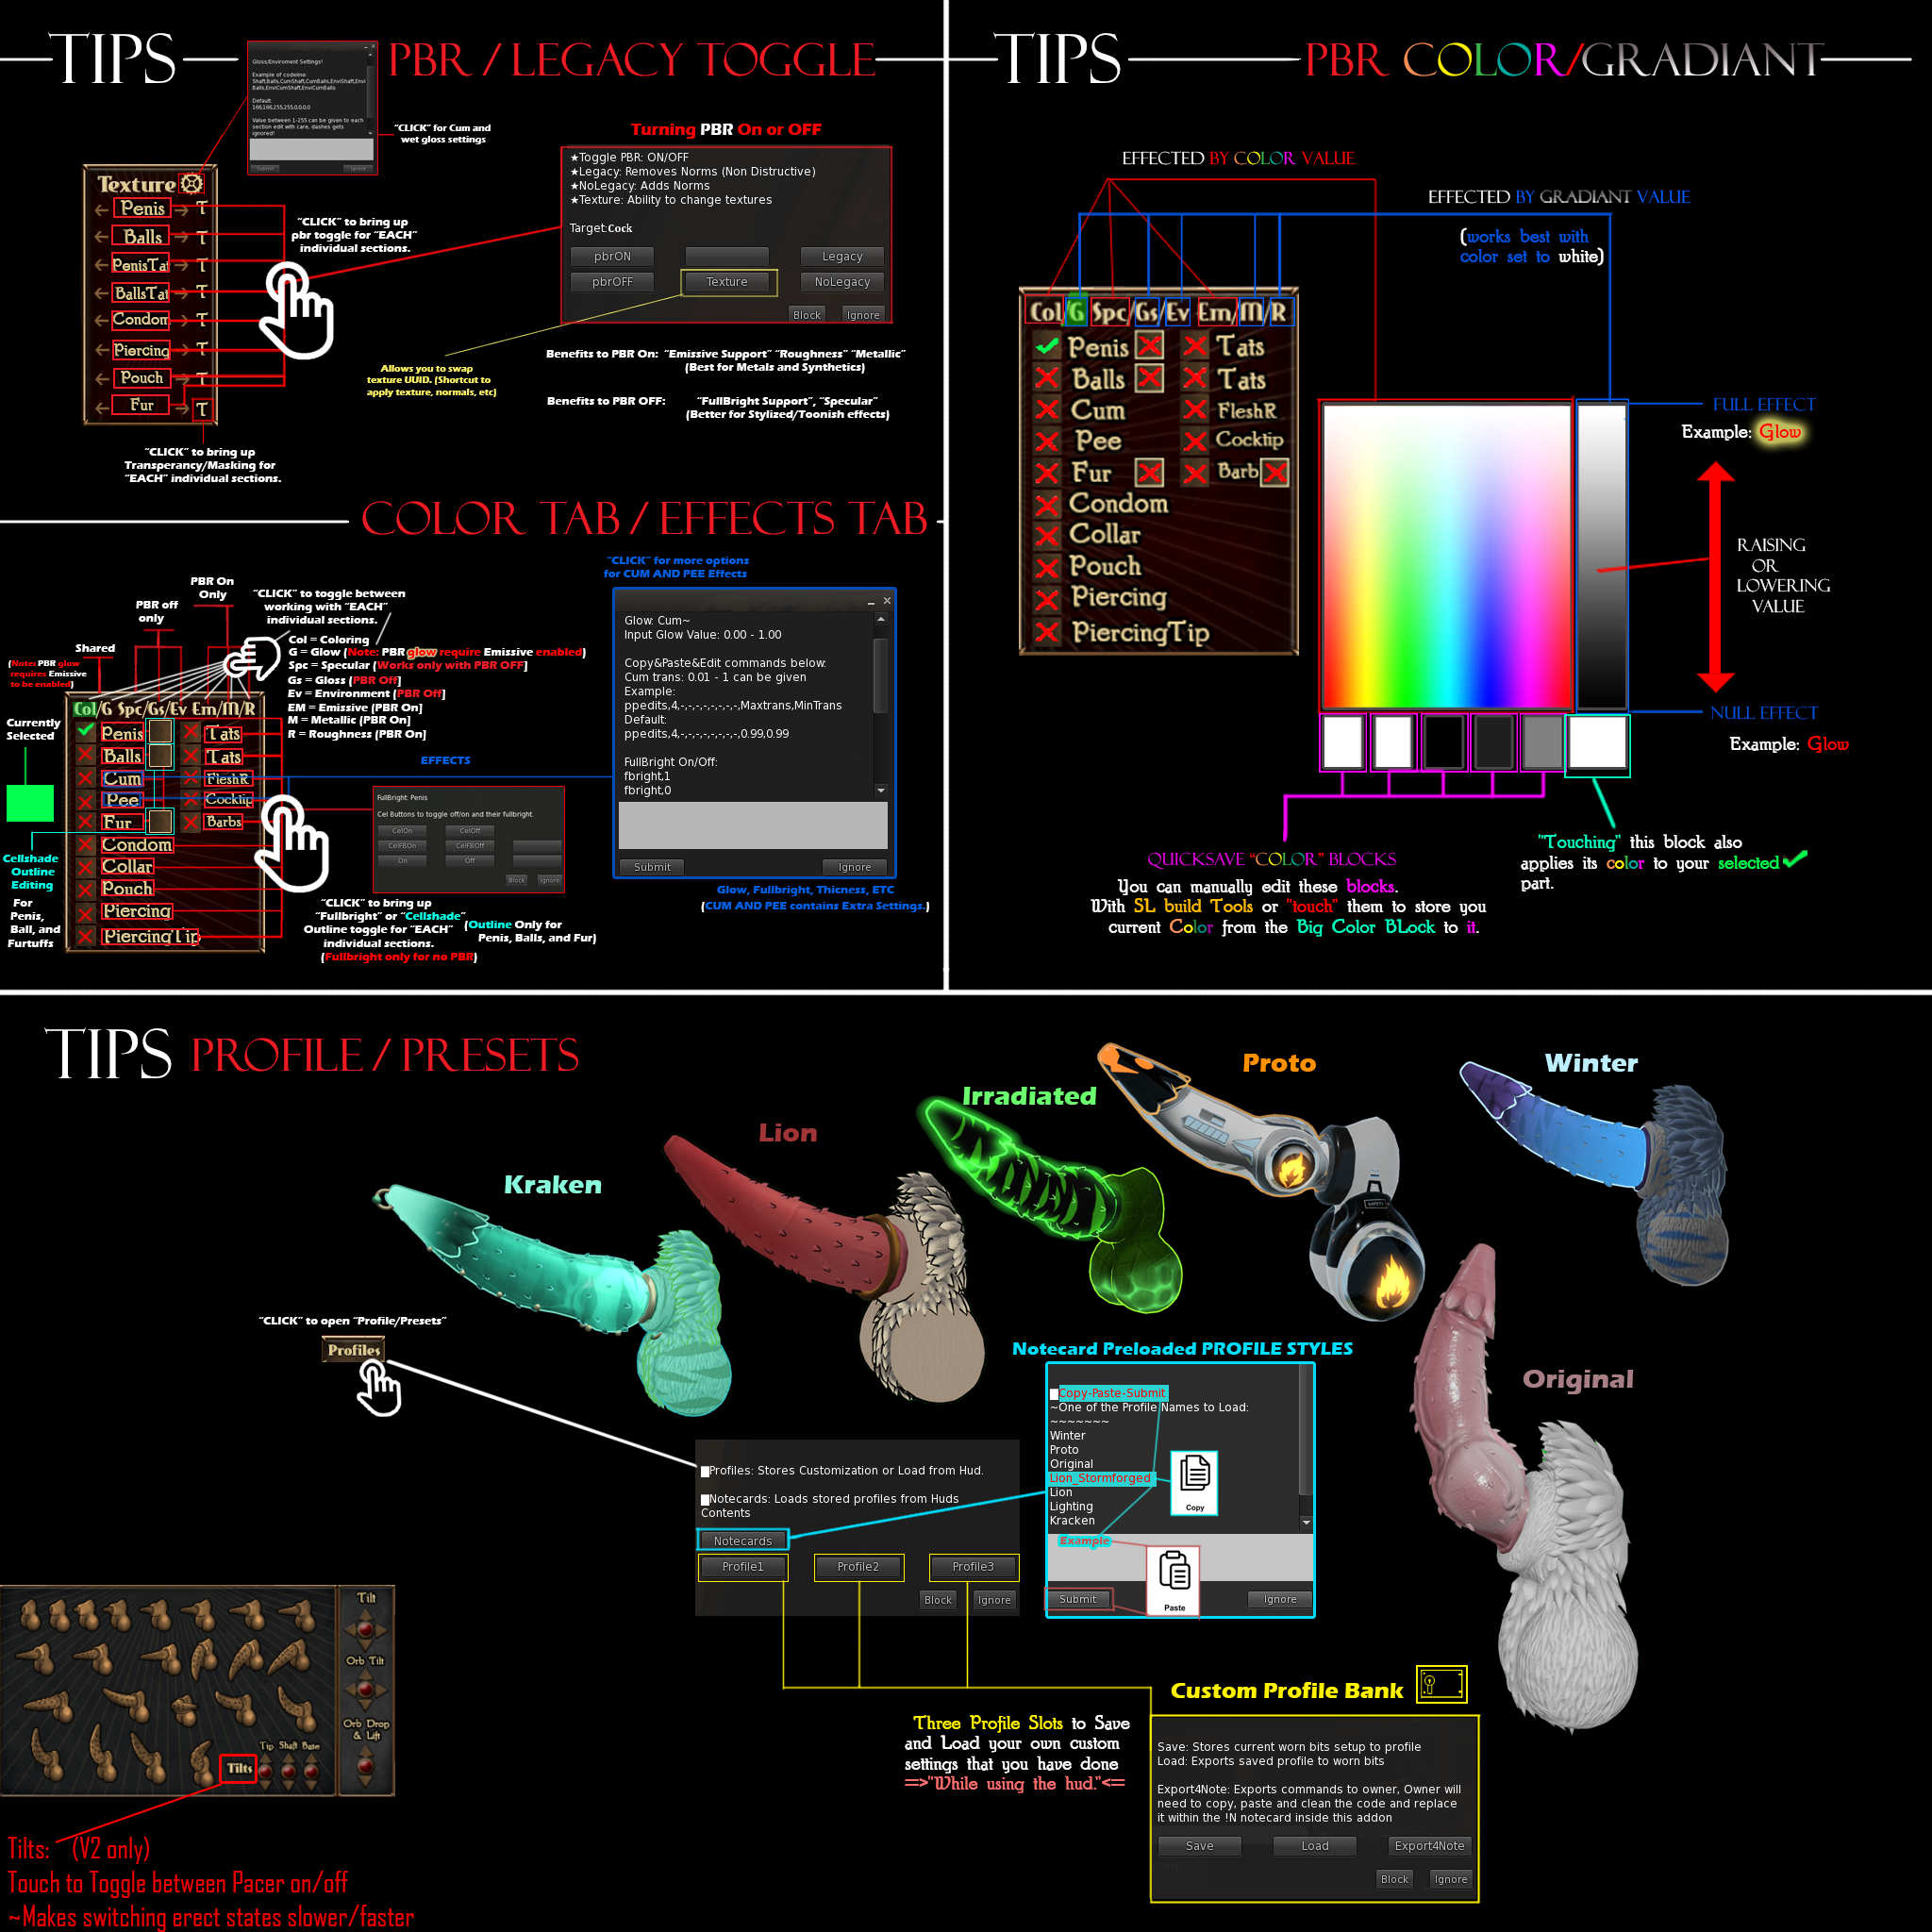 TIPS
PBR / LEGACY TOGGLE
Gloss/Enviroment Settings!
Example of codeline:
Shaft,Balls,CumShaft,CumBalls,EnviShaft,Envi
Balls,EnviCumShaft,EnviCumBalls
Default:
166,166,255,255,0,0,0,0
Value between 1-255 can be given to each
section edit with care, dashes gets
ignored!
Submit
Ignore
"CLICK" for Cum and
wet gloss settings
Texture
Penis T
Balls T
PenisTat T
BallsTat T
Condom T
Piercing T
Pouch T
Fur T
"CLICK" to bring up
pbr toggle for "EACH"
individual sections.
"CLICK" to bring up
Transperancy/Masking for
"EACH" individual sections.
Turning PBR On or OFF
★Toggle PBR: ON/OFF
★Legacy: Removes Norms (Non Distructive)
★NoLegacy: Adds Norms
★Texture: Ability to change textures
Target:Cock
pbrON
Legacy
pbrOFF
Texture
NoLegacy
Block
Ignore
Allows you to swap
texture UUID. (Shortcut to
apply texture, normals, etc)
Benefits to PBR On: "Emissive Support" "Roughness" "Metallic"
(Best for Metals and Synthetics)
Benefits to PBR OFF: "FullBright Support", "Specular"
(Better for Stylized/Toonish effects)
COLOR TAB / EFFECTS TAB
(Note: PBR glow
requires Emissive
to be enabled)
Shared
PBR off
only
PBR On
Only
"CLICK" to toggle between
working with "EACH"
individual sections.
Col = Coloring
G = Glow (Note: PBR glow require Emissive enabled)
Spc = Specular (Works only with PBR OFF]
Gs = Gloss (PBR Off]
Ev = Environment (PBR Off]
EM = Emissive (PBR On]
M = Metallic (PBR On]
R = Roughness (PBR On]
Currently
Selected
Cellshade
Outline
Editing
For
Penis,
Ball, and
Furtuffs
Col/G Spc/Gs/Ev Em/M/R
Penis Tats
Balls Tats
Cum FleshR
Pee Cocktip
Fur Barbs
Condom
Collar
Pouch
Piercing
PiercingTip
EFFECTS
FullBright: Penis
Cel Buttons to toggle off/on and their fullbright.
CelOn
CelOff
CelFBOn
CelFBOff
On
Off
Block
Ignore
"CLICK" to bring up
"Fullbright" or "Cellshade"
Outline toggle for "EACH"
individual sections.
(Fullbright only for no PBR)
(Outline Only for
Penis, Balls, and Fur)
"CLICK" for more options
for CUM AND PEE Effects
Glow: Cum~
Input Glow Value: 0.00 - 1.00
Copy&Paste&Edit commands below:
Cum trans: 0.01 - 1 can be given
Example:
ppedits,4,-,-,-,-,-,-,-,Maxtrans,MinTrans
Default:
ppedits,4,-,-,-,-,-,-,-,0.99,0.99
FullBright On/Off:
fbright,1
fbright,0
Submit
Ignore
Glow, Fullbright, Thicness, ETC
(CUM AND PEE contains Extra Settings.)
TIPS
PBR COLOR/GRADIANT
EFFECTED BY COLOR VALUE
EFFECTED BY GRADIANT VALUE
(works best with
color set to white)
Col/G Spc/Gs/Ev Em/M/R
Penis Tats
Balls Tats
Cum FleshR
Pee Cocktip
Fur Barb
Condom
Collar
Pouch
Piercing
PiercingTip
FULL EFFECT
Example: Glow
RAISING
OR
LOWERING
VALUE
NULL EFFECT
Example: Glow
QUICKSAVE "COLOR" BLOCKS
You can manually edit these blocks.
With SL build Tools or "touch" them to store you
current Color from the Big Color BLock to it.
"Touching" this block also
applies its color to your selected
part.
TIPS
PROFILE / PRESETS
Kraken
Lion
Irradiated
Proto
Winter
Original
"CLICK" to open "Profile/Presets"
Profiles
Profiles: Stores Customization or Load from Hud.
Notecards: Loads stored profiles from Huds
Contents
Notecards
Profile1
Profile2
Profile3
Block
Ignore
Notecard Preloaded PROFILE STYLES
Copy-Paste-Submit
~One of the Profile Names to Load:
~~~~~~~
Winter
Proto
Original
Lion_Stormforged
Lion
Lighting
Kracken
Copy
Example
Paste
Submit
Ignore
Three Profile Slots to Save
and Load your own custom
settings that you have done
=>"While using the hud."<=
Custom Profile Bank
Save: Stores current worn bits setup to profile
Load: Exports saved profile to worn bits
Export4Note: Exports commands to owner, Owner will
need to copy, paste and clean the code and replace
it within the !N notecard inside this addon
Save
Load
Export4Note
Block
Ignore
Tilt
Orb Tilt
Orb Drop
& Lift
Tip Shaft Base
Tilts
Tilts: (V2 only)
Touch to Toggle between Pacer on/off
~Makes switching erect states slower/faster